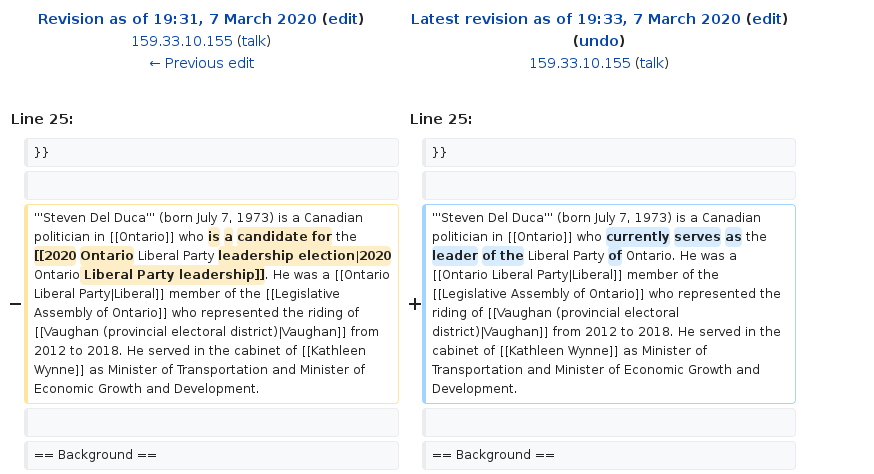 Revision as of 19:31, 7 March 2020 (edit)
159.33.10.155 (talk)
← Previous edit
Latest revision as of 19:33, 7 March 2020 (edit)
(undo)
159.33.10.155 (talk)
Line 25:
Line 25:
}}
}}
− '''Steven Del Duca''' (born July 7, 1973) is a Canadian
politician in [[Ontario]] who is a candidate for the
[[2020 Ontario Liberal Party leadership election|2020
Ontario Liberal Party leadership]]. He was a [[Ontario
Liberal Party|Liberal]] member of the [[Legislative
Assembly of Ontario]] who represented the riding of
[[Vaughan (provincial electoral district)|Vaughan]] from
2012 to 2018. He served in the cabinet of [[Kathleen
Wynne]] as Minister of Transportation and Minister of
Economic Growth and Development.
+ '''Steven Del Duca''' (born July 7, 1973) is a Canadian
politician in [[Ontario]] who currently serves as the
leader of the Liberal Party of Ontario. He was a
[[Ontario Liberal Party|Liberal]] member of the
[[Legislative Assembly of Ontario]] who represented the
riding of [[Vaughan (provincial electoral
district)|Vaughan]] from 2012 to 2018. He served in the
cabinet of [[Kathleen Wynne]] as Minister of
Transportation and Minister of Economic Growth and
Development.
== Background ==
== Background ==